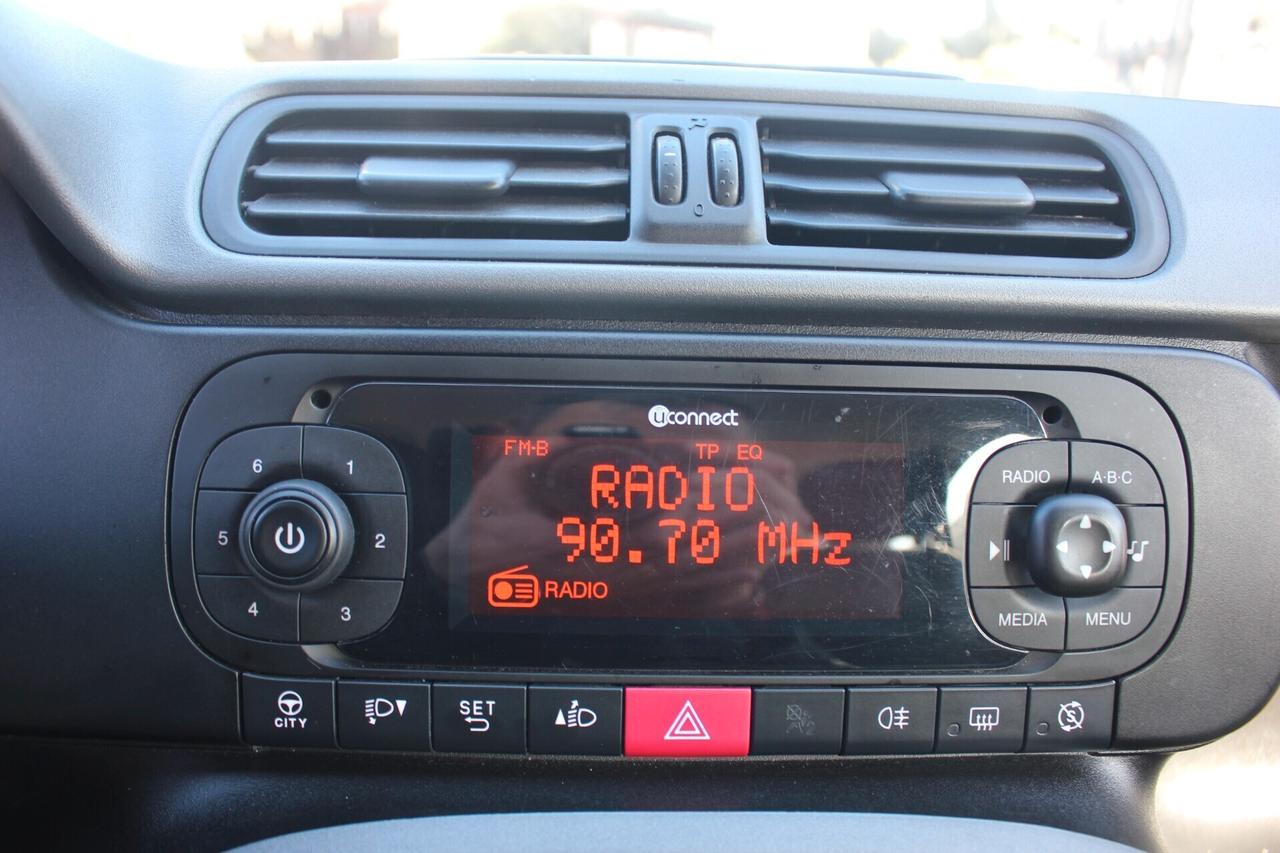 0
uconnect
FM-B TP EQ
RADIO
90.70 MHz
RADIO
6 1
5 2
4 3
RADIO A·B·C
MEDIA MENU
CITY
SET